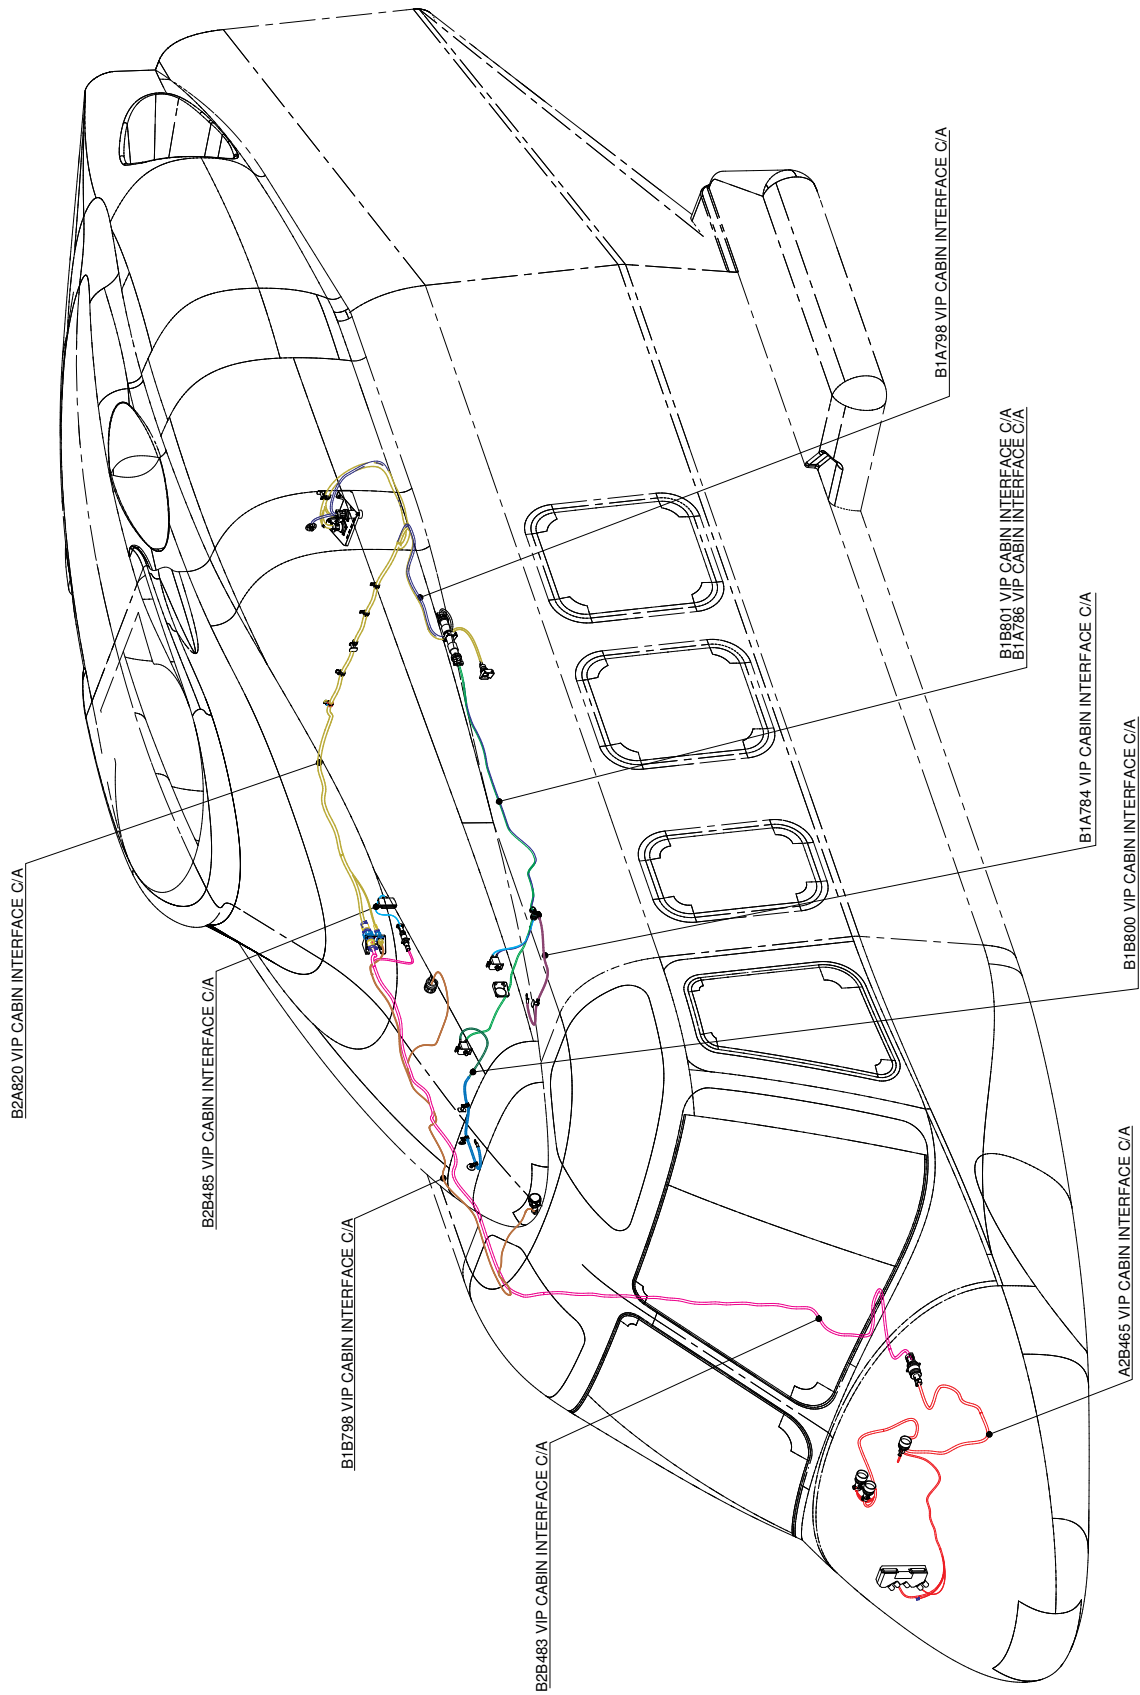 B2A820 VIP CABIN INTERFACE C/A
B2B485 VIP CABIN INTERFACE C/A
B1B798 VIP CABIN INTERFACE C/A
B2B483 VIP CABIN INTERFACE C/A
B1A798 VIP CABIN INTERFACE C/A
B1B801 VIP CABIN INTERFACE C/A
B1A786 VIP CABIN INTERFACE C/A
B1A784 VIP CABIN INTERFACE C/A
B1B800 VIP CABIN INTERFACE C/A
A2B465 VIP CABIN INTERFACE C/A